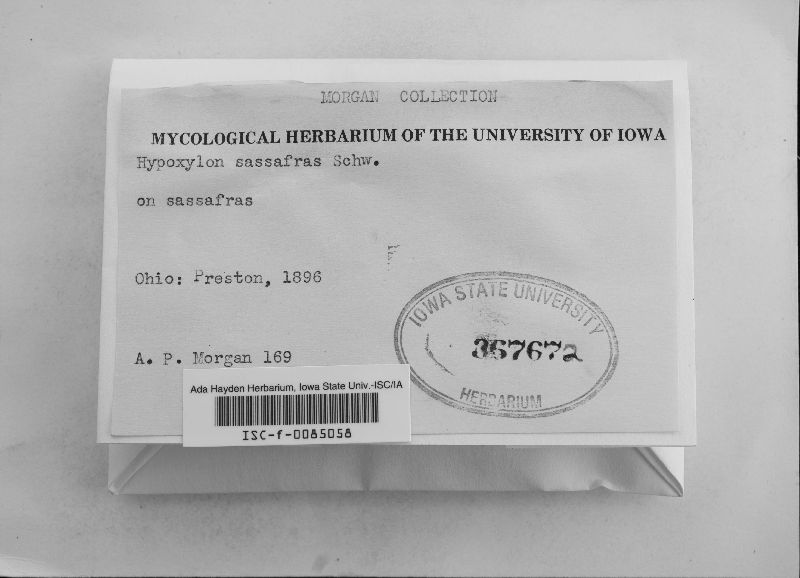 MORGAN COLLECTION
MYCOLOGICAL HERBARIUM OF THE UNIVERSITY OF IOWA
Hypoxylon sassafras Schw.
on sassafras
Ohio: Preston, 1896
A. P. Morgan 169
IOWA STATE UNIVERSITY
357672
HERBARIUM
Ada Hayden Herbarium, Iowa State Univ.-ISC/IA
ISC-f-0085058